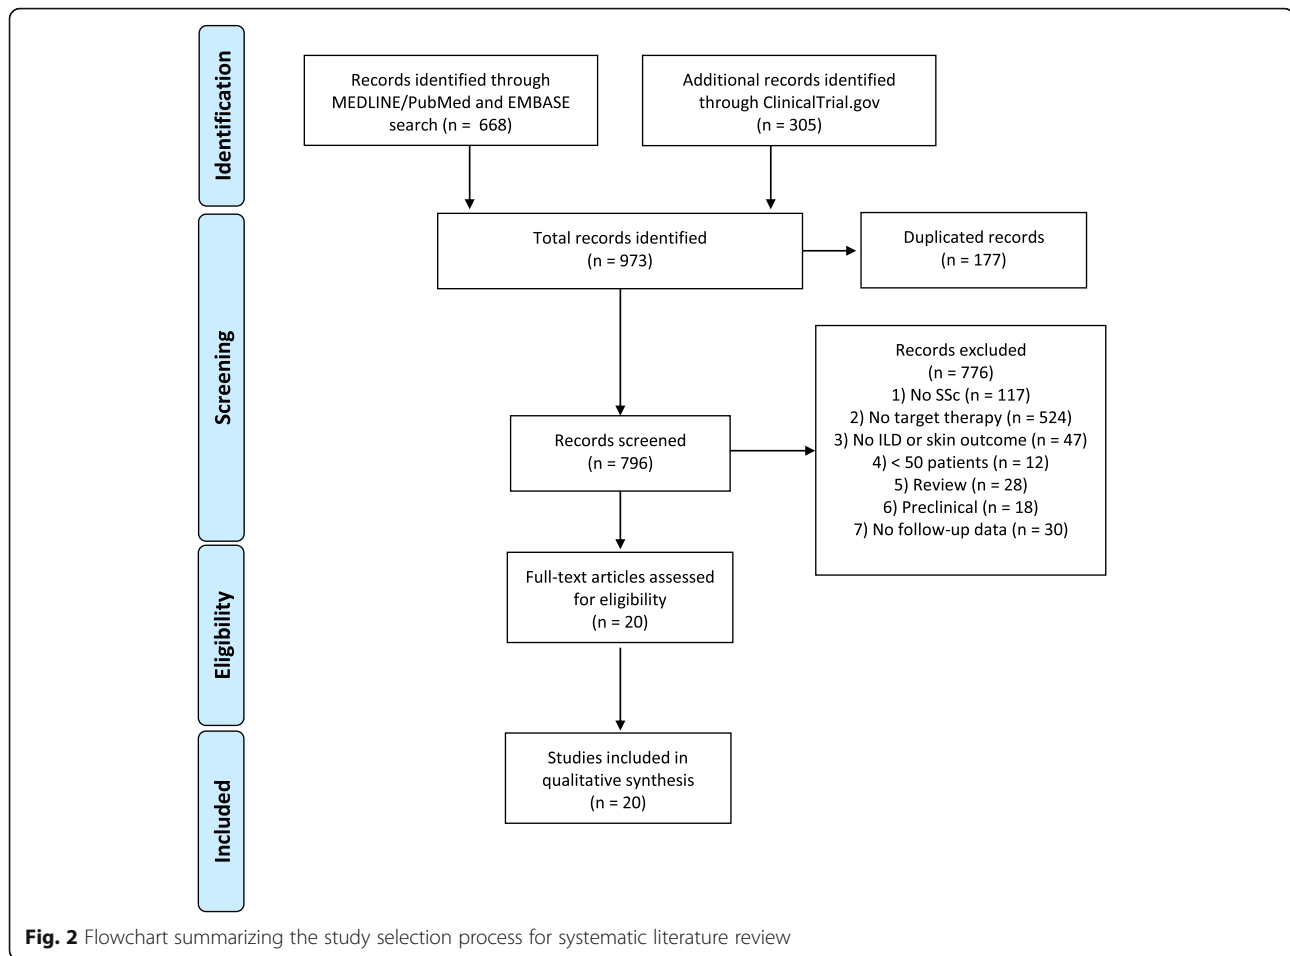 Identification
Records identified through
MEDLINE/PubMed and EMBASE
search (n =  668)
Additional records identified
through ClinicalTrial.gov
(n = 305)
Screening
Total records identified
(n = 973)
Duplicated records
(n = 177)
Records screened
(n = 796)
Records excluded
(n = 776)
1) No SSc (n = 117)
2) No target therapy (n = 524)
3) No ILD or skin outcome (n = 47)
4) < 50 patients (n = 12)
5) Review (n = 28)
6) Preclinical (n = 18)
7) No follow-up data (n = 30)
Eligibility
Full-text articles assessed
for eligibility
(n = 20)
Included
Studies included in
qualitative synthesis
(n = 20)
Fig. 2 Flowchart summarizing the study selection process for systematic literature review